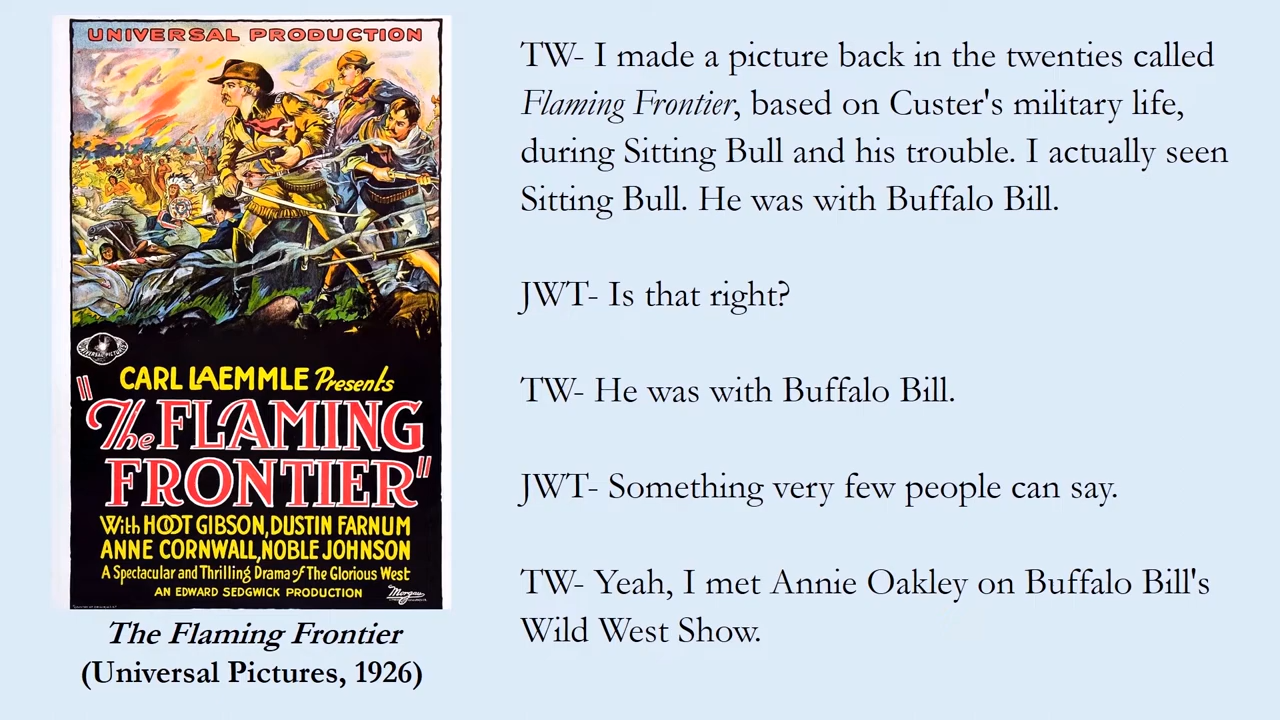 UNIVERSAL PRODUCTION
CARL LAEMMLE Presents
"The FLAMING
FRONTIER"
With HOOT GIBSON, DUSTIN FARNUM
ANNE CORNWALL, NOBLE JOHNSON
A Spectacular and Thrilling Drama of The Glorious West
AN EDWARD SEDGWICK PRODUCTION
Morgan
The Flaming Frontier
(Universal Pictures, 1926)
TW- I made a picture back in the twenties called
Flaming Frontier, based on Custer's military life,
during Sitting Bull and his trouble. I actually seen
Sitting Bull. He was with Buffalo Bill.
JWT- Is that right?
TW- He was with Buffalo Bill.
JWT- Something very few people can say.
TW- Yeah, I met Annie Oakley on Buffalo Bill's
Wild West Show.